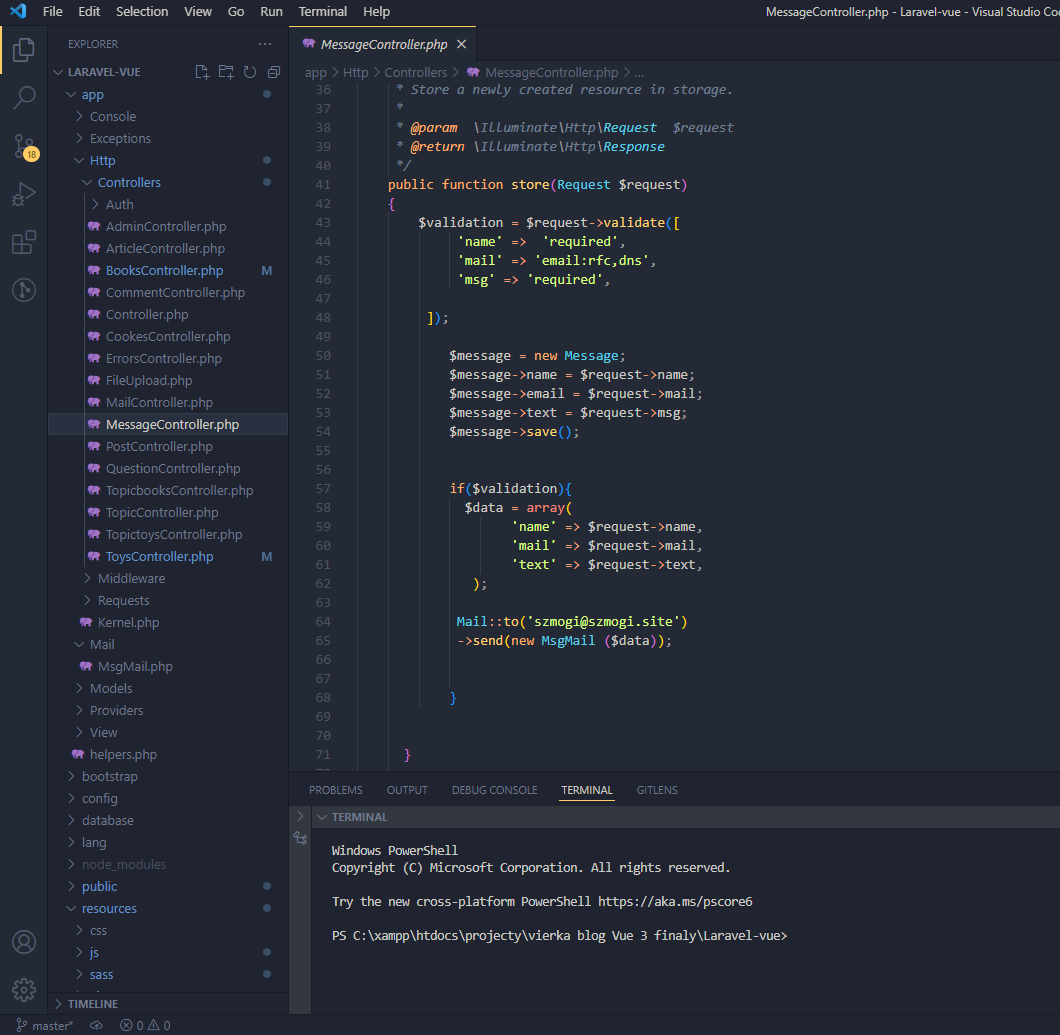 File Edit Selection View Go Run Terminal Help
MessageController.php - Laravel-vue - Visual Studio Co
EXPLORER
LARAVEL-VUE
app
Console
Exceptions
Http
Controllers
Auth
AdminController.php
ArticleController.php
BooksController.php M
CommentController.php
Controller.php
CookesController.php
ErrorsController.php
FileUpload.php
MailController.php
MessageController.php
PostController.php
QuestionController.php
TopicbooksController.php
TopicController.php
TopictoysController.php
ToysController.php M
Middleware
Requests
Kernel.php
Mail
MsgMail.php
Models
Providers
View
helpers.php
bootstrap
config
database
lang
node_modules
public
resources
css
js
sass
TIMELINE
18
MessageController.php
app > Http > Controllers > MessageController.php > ...
36 * Store a newly created resource in storage.
37 *
38 * @param \Illuminate\Http\Request $request
39 * @return \Illuminate\Http\Response
40 */
41 public function store(Request $request)
42 {
43 $validation = $request->validate([
44 'name' => 'required',
45 'mail' => 'email:rfc,dns',
46 'msg' => 'required',
47
48 ]);
49
50 $message = new Message;
51 $message->name = $request->name;
52 $message->email = $request->mail;
53 $message->text = $request->msg;
54 $message->save();
55
56
57 if($validation){
58 $data = array(
59 'name' => $request->name,
60 'mail' => $request->mail,
61 'text' => $request->text,
62 );
63
64 Mail::to('szmogi@szmogi.site')
65 ->send(new MsgMail ($data));
66
67
68 }
69
70
71 }
PROBLEMS OUTPUT DEBUG CONSOLE TERMINAL GITLENS
TERMINAL
Windows PowerShell
Copyright (C) Microsoft Corporation. All rights reserved.
Try the new cross-platform PowerShell https://aka.ms/pscore6
PS C:\xampp\htdocs\projecty\vierka blog Vue 3 finaly\Laravel-vue>
master* 0 0